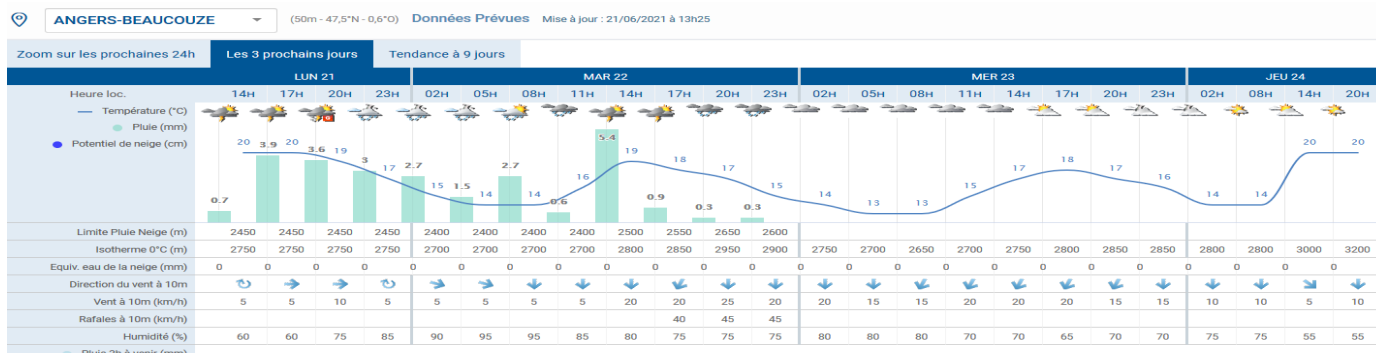 ANGERS-BEAUCOUZE (50m - 47,5°N - 0,6°O) Données Prévues Mise à jour : 21/06/2021 à 13h25
Zoom sur les prochaines 24h Les 3 prochains jours Tendance à 9 jours
LUN 21 MAR 22 MER 23 JEU 24
Heure loc. 14H 17H 20H 23H 02H 05H 08H 11H 14H 17H 20H 23H 02H 05H 08H 11H 14H 17H 20H 23H 02H 08H 14H 20H
Température (°C)
Pluie (mm)
Potentiel de neige (cm)
20 20 19 17 15 14 14 16 19 18 17 15 14 13 13 15 17 18 17 16 14 14 20 20
0.7 3.9 3.6 3 2.7 1.5 2.7 0.6 5.4 0.9 0.3 0.3
Limite Pluie Neige (m) 2450 2450 2450 2450 2400 2400 2400 2400 2500 2550 2650 2600
Isotherme 0°C (m) 2750 2750 2750 2750 2700 2700 2700 2700 2800 2850 2950 2900 2750 2700 2650 2700 2750 2800 2850 2850 2800 2800 3000 3200
Equiv. eau de la neige (mm) 0 0 0 0 0 0 0 0 0 0 0 0 0 0 0 0 0 0 0 0 0 0 0 0
Direction du vent à 10m
Vent à 10m (km/h) 5 5 10 5 5 5 5 5 20 20 25 20 20 15 15 20 20 20 15 15 10 10 5 10
Rafales à 10m (km/h) 40 45 45
Humidité (%) 60 60 75 85 90 95 95 85 80 75 75 75 80 80 80 70 70 65 70 70 75 75 55 55
Pluie 3h à venir (mm)